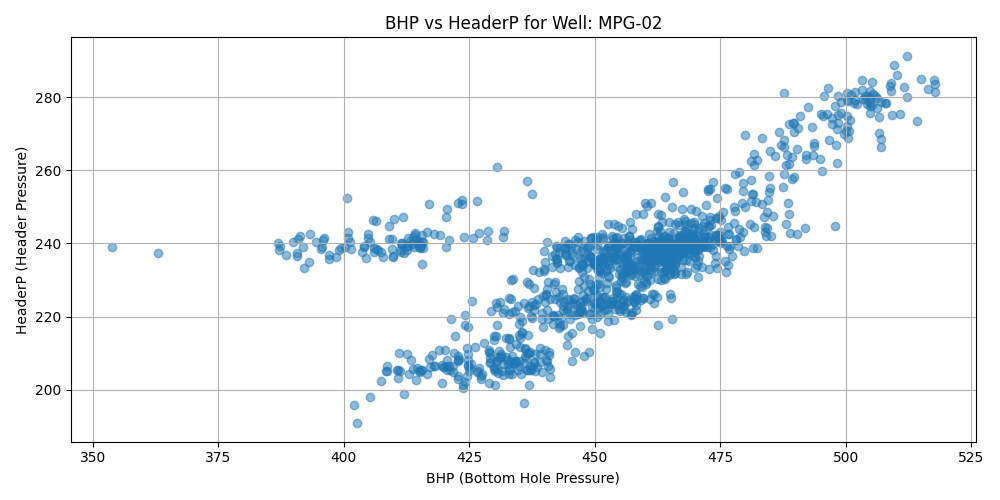 BHP vs HeaderP for Well: MPG-02
HeaderP (Header Pressure)
280
260
240
220
200
350 375 400 425 450 475 500 525
BHP (Bottom Hole Pressure)